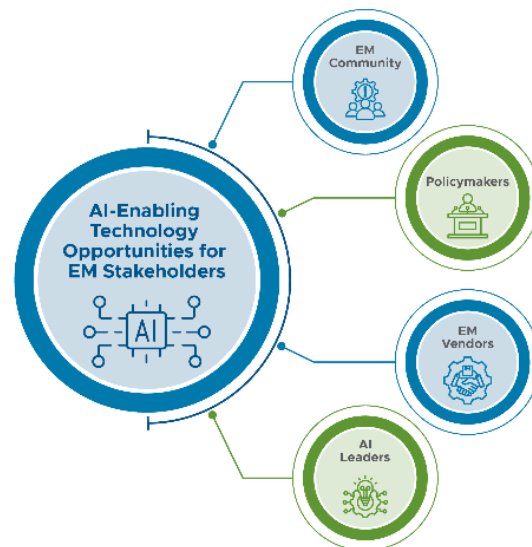 EM
Community
Policymakers
AI-Enabling
Technology
Opportunities for
EM Stakeholders
AI
EM
Vendors
AI
Leaders